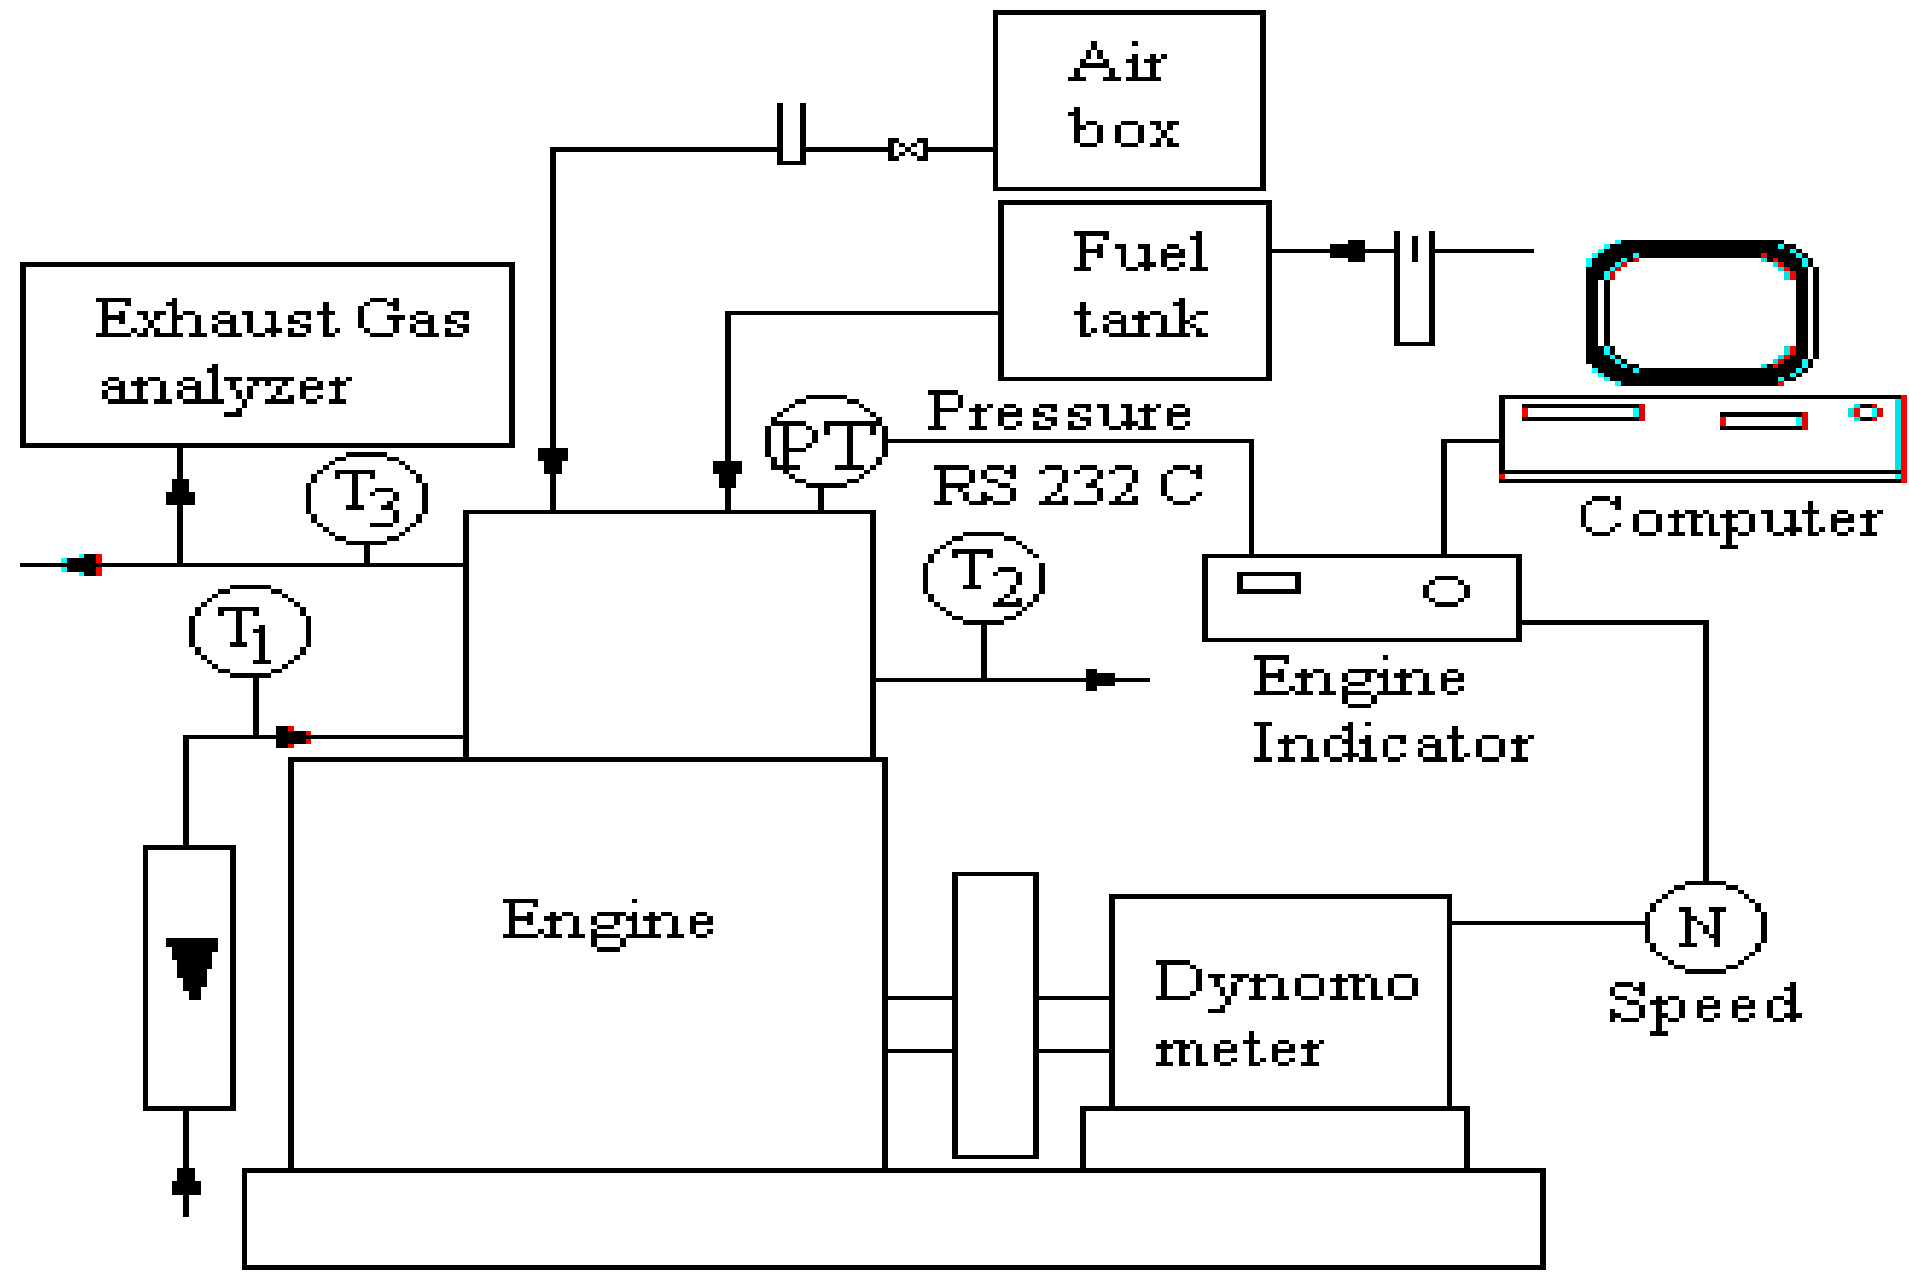 Air
box
Fuel
tank
Exhaust Gas
analyzer
PT
Pressure
RS 232 C
T3
Computer
T2
T1
Engine
Indicator
Engine
N
Speed
Dynomo
meter